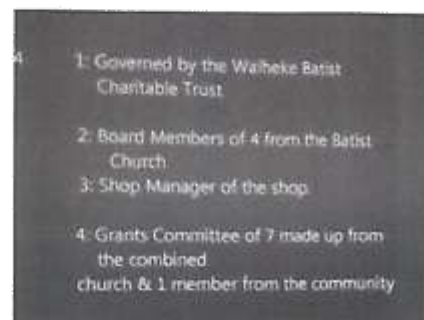 4
1: Governed by the Waiheke Batist
Charitable Trust
2: Board Members of 4 from the Batist
Church
3: Shop Manager of the shop.
4: Grants Committee of 7 made up from
the combined
church & 1 member from the community